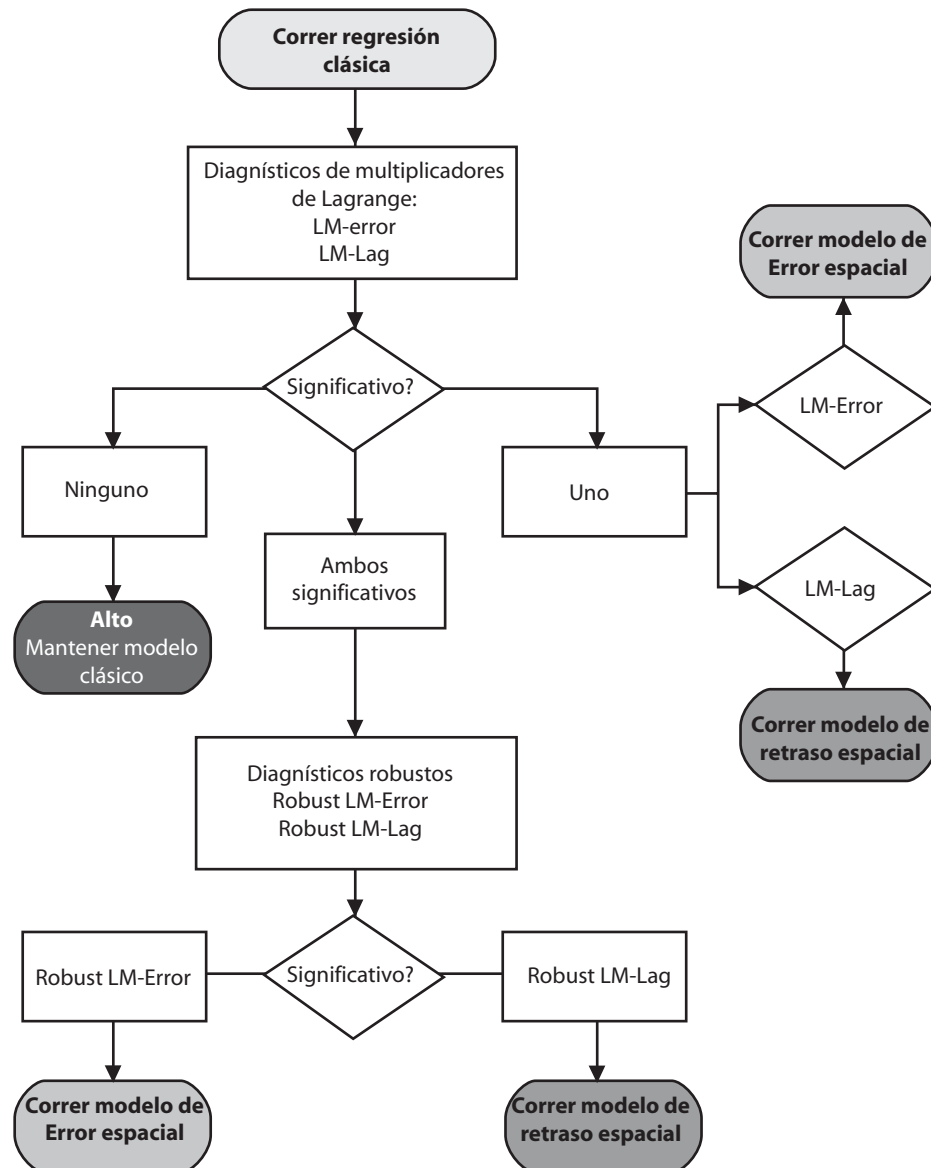 Correr regresión
clásica
Diagnísticos de multiplicadores
de Lagrange:
LM-error
LM-Lag
Correr modelo de
Error espacial
Significativo?
LM-Error
Ninguno
Uno
Ambos
significativos
LM-Lag
Alto
Mantener modelo
clásico
Correr modelo de
retraso espacial
Diagnísticos robustos
Robust LM-Error
Robust LM-Lag
Robust LM-Error
Significativo?
Robust LM-Lag
Correr modelo de
Error espacial
Correr modelo de
retraso espacial